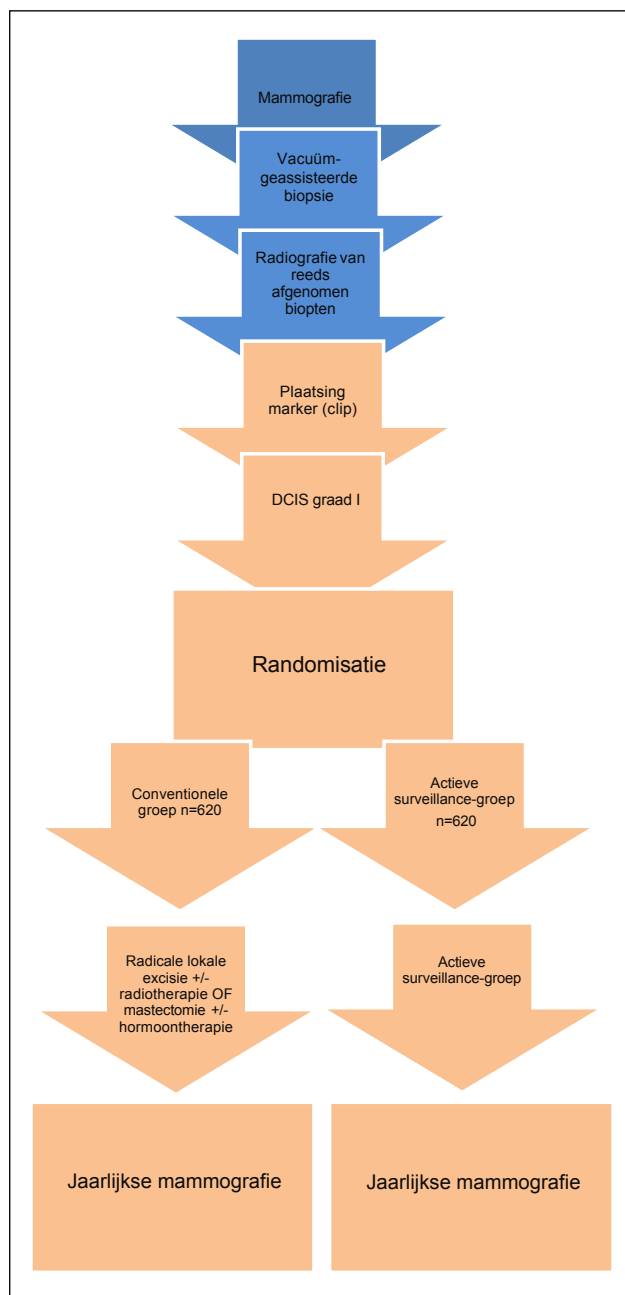 Mammografie
Vacuüm-
geassisteerde
biopsie
Radiografie van
reeds
afgenomen
biopten
Plaatsing
marker (clip)
DCIS graad I
Randomisatie
Conventionele
groep n=620
Actieve
surveillance-groep
n=620
Radicale lokale
excisie +/-
radiotherapie OF
mastectomie +/-
hormoontherapie
Actieve
surveillance-groep
Jaarlijkse mammografie
Jaarlijkse mammografie